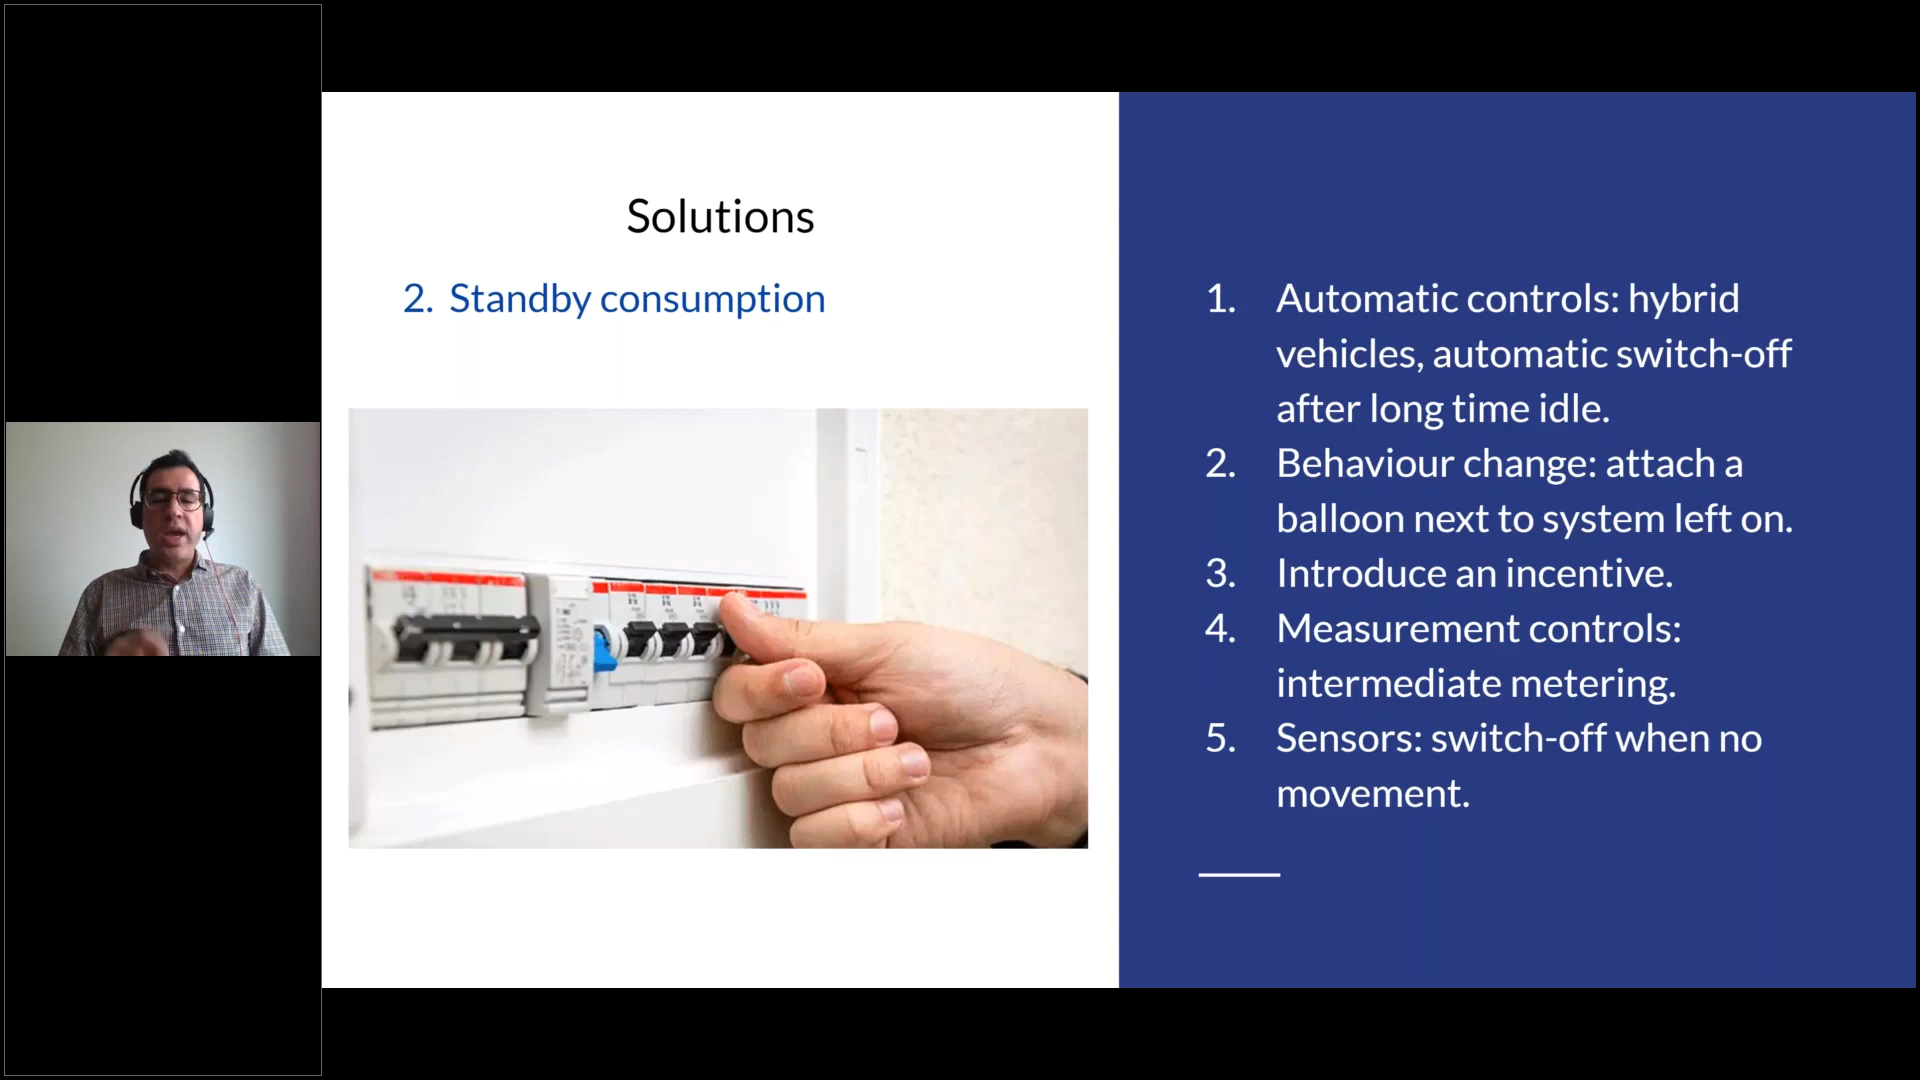 Solutions
2. Standby consumption
1. Automatic controls: hybrid
vehicles, automatic switch-off
after long time idle.
2. Behaviour change: attach a
balloon next to system left on.
3. Introduce an incentive.
4. Measurement controls:
intermediate metering.
5. Sensors: switch-off when no
movement.